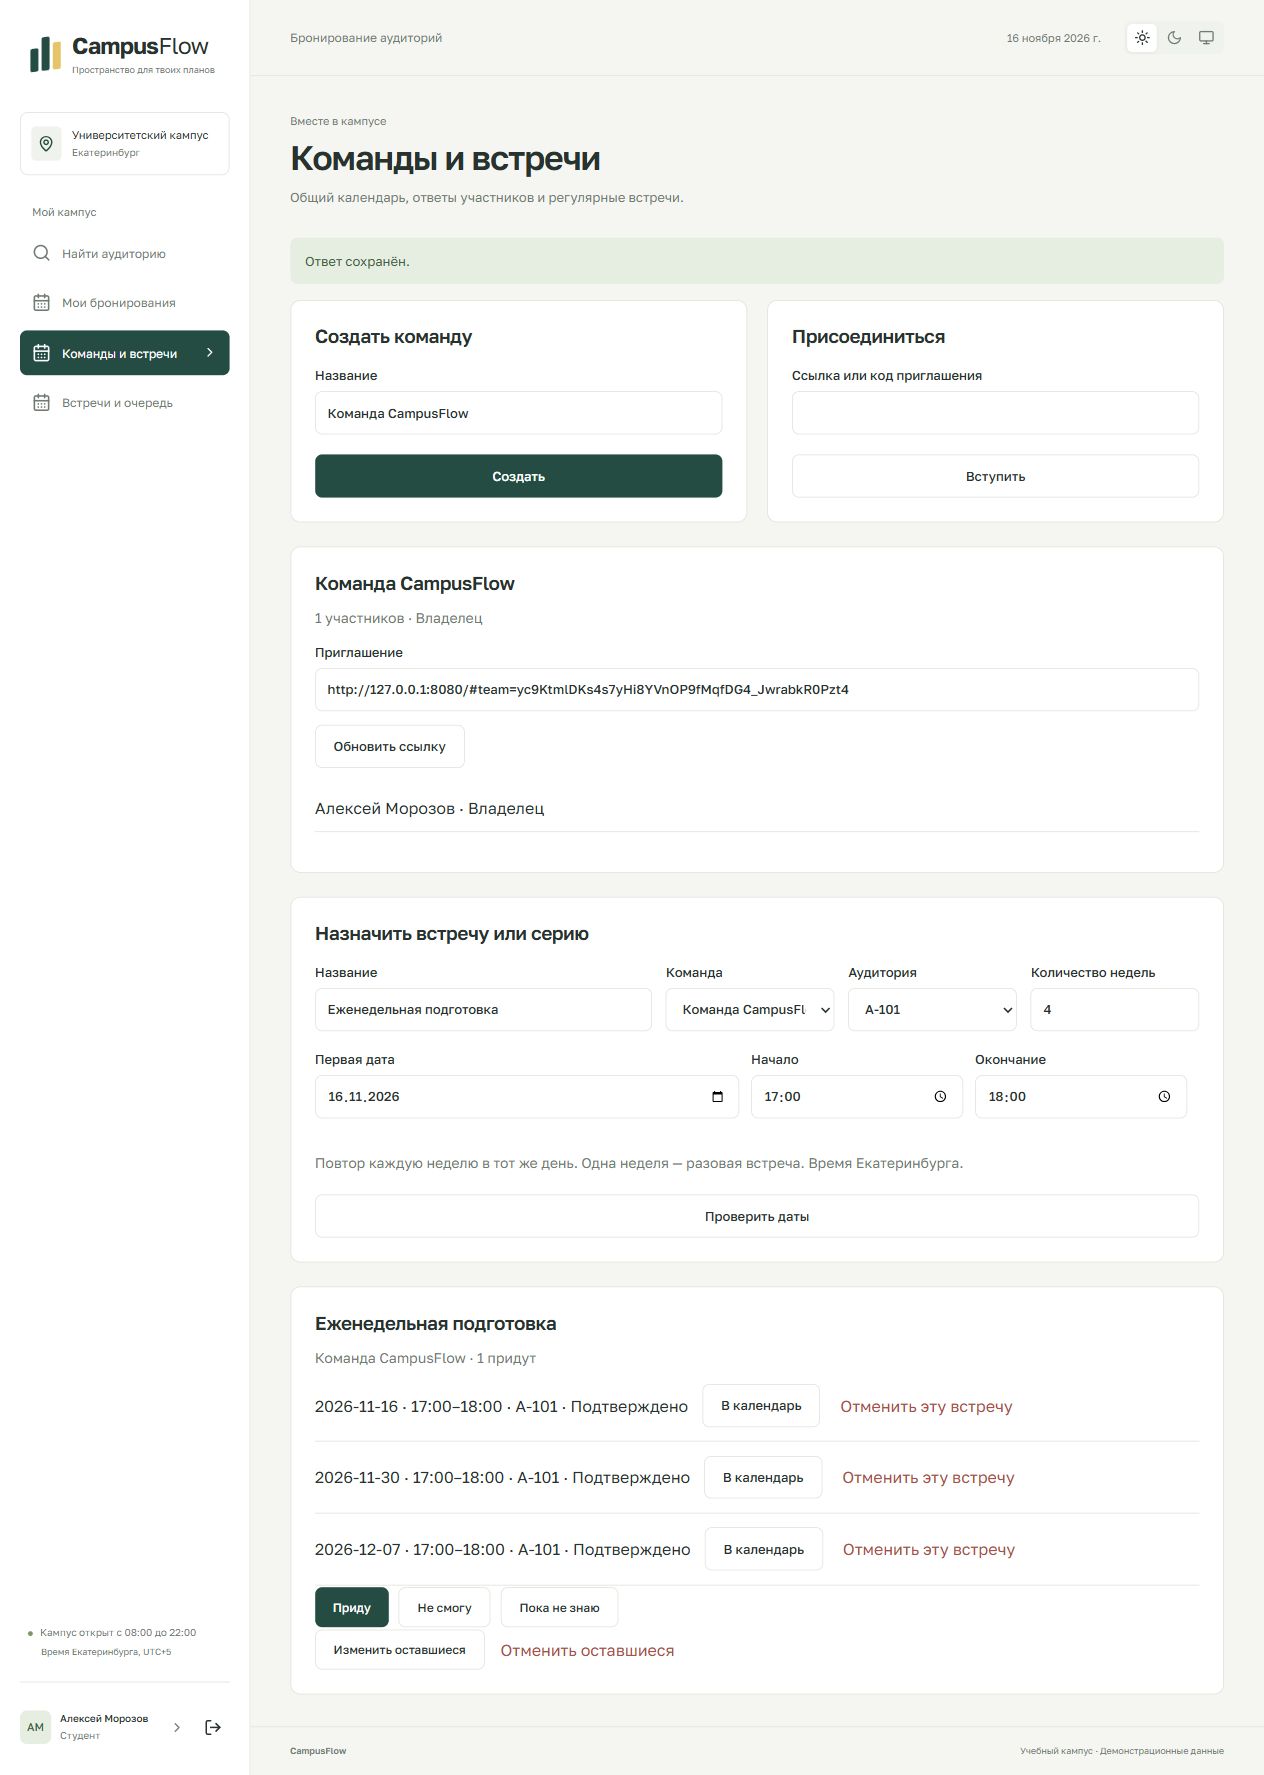 CampusFlow
Пространство для твоих планов
Университетский кампус
Екатеринбург
Мой кампус
Найти аудиторию
Мои бронирования
Команды и встречи
Встречи и очередь
Кампус открыт с 08:00 до 22:00
Время Екатеринбурга, UTC+5
АМ
Алексей Морозов
Студент
Бронирование аудиторий
16 ноября 2026 г.
Вместе в кампусе
Команды и встречи
Общий календарь, ответы участников и регулярные встречи.
Ответ сохранён.
Создать команду
Название
Команда CampusFlow
Создать
Присоединиться
Ссылка или код приглашения
Вступить
Команда CampusFlow
1 участников · Владелец
Приглашение
http://127.0.0.1:8080/#team=yc9KtmlDKs4s7yHi8YVnOP9fMqfDG4_JwrabkR0Pzt4
Обновить ссылку
Алексей Морозов · Владелец
Назначить встречу или серию
Название Команда Аудитория Количество недель
Еженедельная подготовка Команда CampusFl A-101 4
Первая дата Начало Окончание
16.11.2026 17:00 18:00
Повтор каждую неделю в тот же день. Одна неделя — разовая встреча. Время Екатеринбурга.
Проверить даты
Еженедельная подготовка
Команда CampusFlow · 1 придут
2026-11-16 · 17:00–18:00 · A-101 · Подтверждено В календарь Отменить эту встречу
2026-11-30 · 17:00–18:00 · A-101 · Подтверждено В календарь Отменить эту встречу
2026-12-07 · 17:00–18:00 · A-101 · Подтверждено В календарь Отменить эту встречу
Приду Не смогу Пока не знаю
Изменить оставшиеся Отменить оставшиеся
CampusFlow
Учебный кампус · Демонстрационные данные